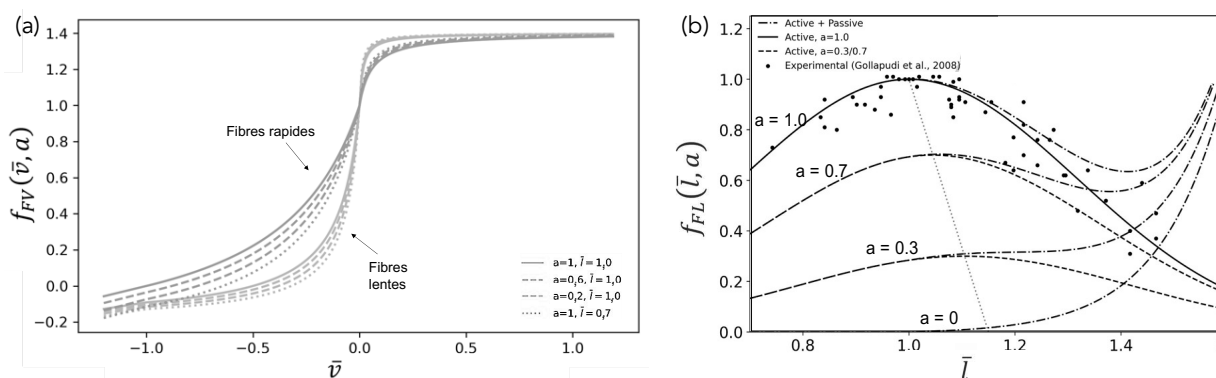 (a)
1.4
1.2
1.0
0.8
0.6
0.4
0.2
0.0
−0.2
f_FV(v̄, a)
Fibres rapides
Fibres
lentes
a=1, l̄ = 1,0
a=0,6, l̄ = 1,0
a=0,2, l̄ = 1,0
a=1, l̄ = 0,7
−1.0 −0.5 0.0 0.5 1.0
v̄
(b)
1.2
1.0
0.8
0.6
0.4
0.2
0.0
f_FL(l̄, a)
Active + Passive
Active, a=1.0
Active, a=0.3/0.7
Experimental (Gollapudi et al., 2008)
a = 1.0
a = 0.7
a = 0.3
a = 0
0.8 1.0 1.2 1.4
l̄